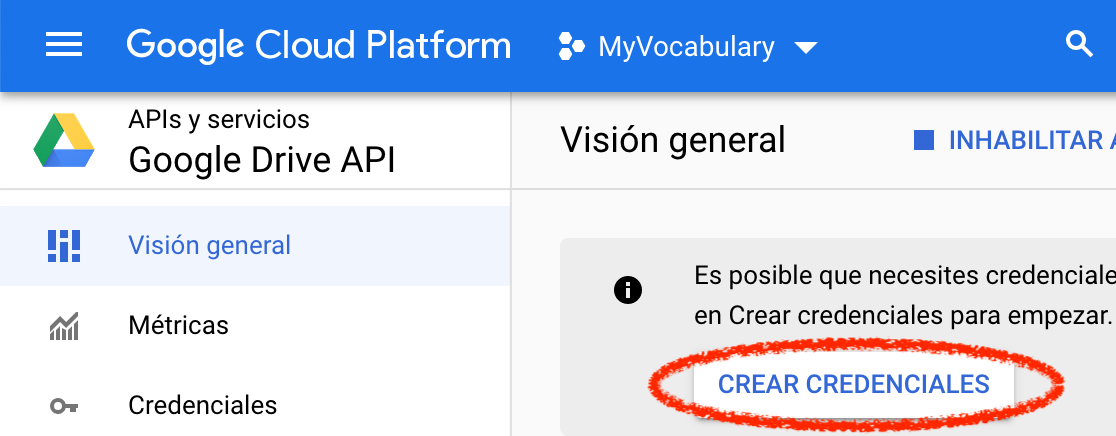 Google Cloud Platform
MyVocabulary
APIs y servicios
Google Drive API
Visión general
INHABILITAR
Visión general
Métricas
Credenciales
Es posible que necesites
en Crear credenciales para empezar.
CREAR CREDENCIALES